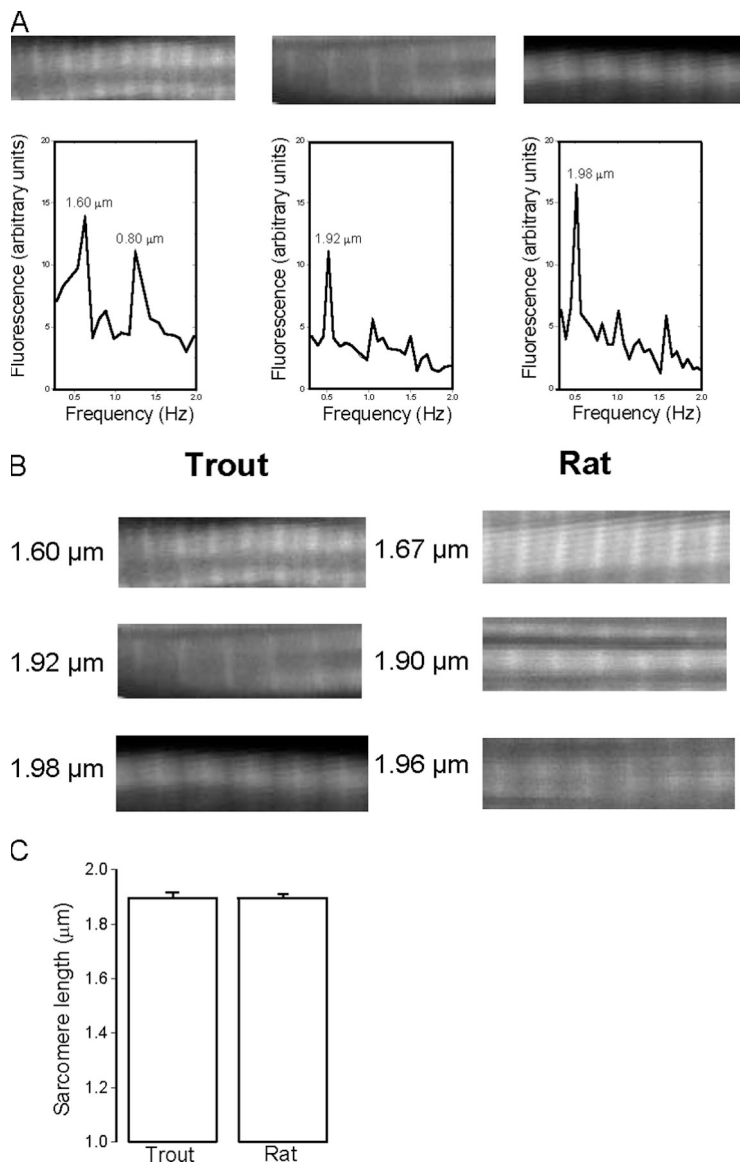 A
Fluorescence (arbitrary units)
20
15
10
5
0
1.60 µm
0.80 µm
0.5
1.0
1.5
2.0
Frequency (Hz)
Fluorescence (arbitrary units)
20
15
10
5
0
1.92 µm
0.5
1.0
1.5
2.0
Frequency (Hz)
Fluorescence (arbitrary units)
20
15
10
5
0
1.98 µm
0.5
1.0
1.5
2.0
Frequency (Hz)
B
Trout
Rat
1.60 µm
1.67 µm
1.92 µm
1.90 µm
1.98 µm
1.96 µm
C
Sarcomere length (µm)
2.0
1.8
1.6
1.4
1.2
1.0
Trout
Rat